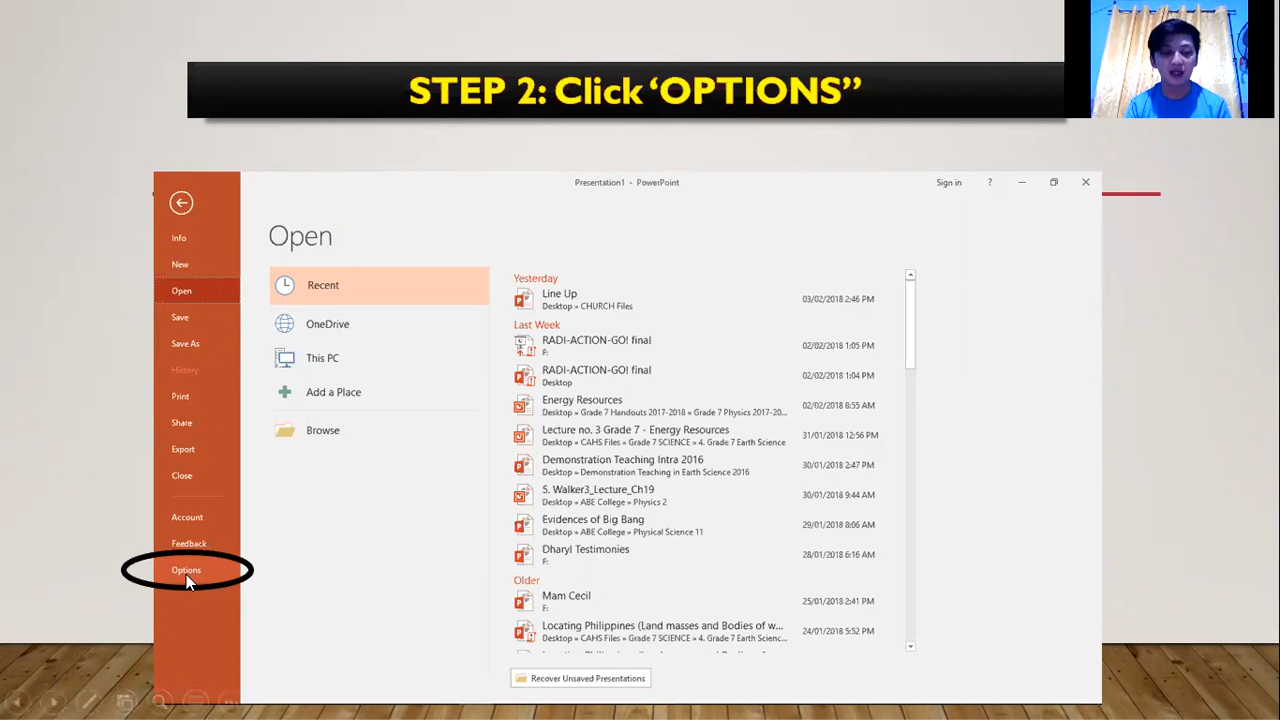 STEP 2: Click ‘OPTIONS”
Presentation1 - PowerPoint
Sign in
?
Info
New
Open
Save
Save As
History
Print
Share
Export
Close
Account
Feedback
Options
Open
Recent
OneDrive
This PC
Add a Place
Browse
Yesterday
Line Up
03/02/2018 2:46 PM
Desktop » CHURCH Files
Last Week
RADI-ACTION-GO! final
02/02/2018 1:05 PM
F:
RADI-ACTION-GO! final
02/02/2018 1:04 PM
Desktop
Energy Resources
02/02/2018 8:55 AM
Desktop » Grade 7 Handouts 2017-2018 » Grade 7 Physics 2017-20...
Lecture no. 3 Grade 7 - Energy Resources
31/01/2018 12:56 PM
Desktop » CAHS Files » Grade 7 SCIENCE » 4. Grade 7 Earth Science
Demonstration Teaching Intra 2016
30/01/2018 2:47 PM
Desktop » Demonstration Teaching in Earth Science 2016
5. Walker3_Lecture_Ch19
30/01/2018 9:44 AM
Desktop » ABE College » Physics 2
Evidences of Big Bang
29/01/2018 8:06 AM
Desktop » ABE College » Physical Science 11
Dharyl Testimonies
28/01/2018 6:16 AM
F:
Older
Mam Cecil
25/01/2018 2:41 PM
F:
Locating Philippines (Land masses and Bodies of w...
24/01/2018 5:52 PM
Desktop » CAHS Files » Grade 7 SCIENCE » 4. Grade 7 Earth Scienc...
Recover Unsaved Presentations